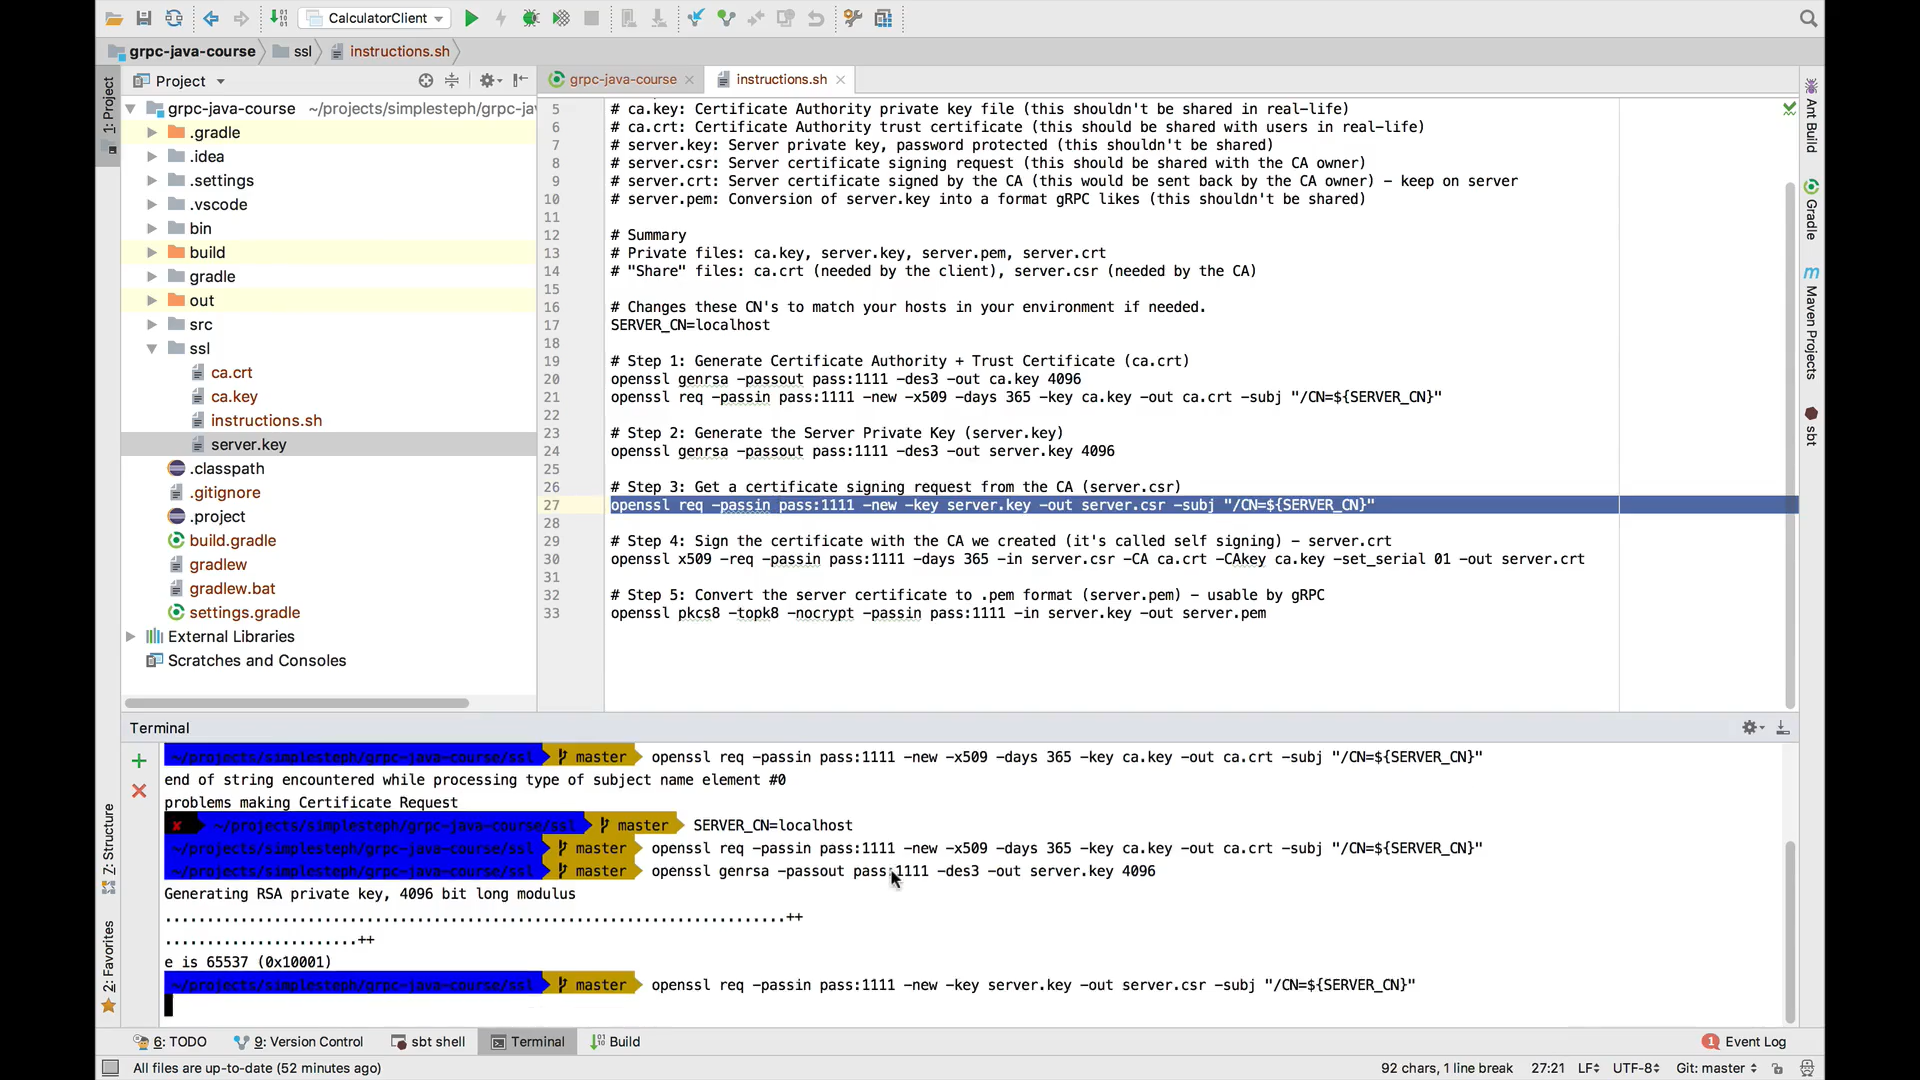 CalculatorClient
grpc-java-course
ssl
instructions.sh
Project
grpc-java-course
instructions.sh
1: Project
Z: Structure
2: Favorites
Ant Build
Gradle
Maven Projects
sbt
grpc-java-course ~/projects/simplesteph/grpc-jav
.gradle
.idea
.settings
.vscode
bin
build
gradle
out
src
ssl
ca.crt
ca.key
instructions.sh
server.key
.classpath
.gitignore
.project
build.gradle
gradlew
gradlew.bat
settings.gradle
External Libraries
Scratches and Consoles
5 # ca.key: Certificate Authority private key file (this shouldn't be shared in real-life)
6 # ca.crt: Certificate Authority trust certificate (this should be shared with users in real-life)
7 # server.key: Server private key, password protected (this shouldn't be shared)
8 # server.csr: Server certificate signing request (this should be shared with the CA owner)
9 # server.crt: Server certificate signed by the CA (this would be sent back by the CA owner) - keep on server
10 # server.pem: Conversion of server.key into a format gRPC likes (this shouldn't be shared)
11
12 # Summary
13 # Private files: ca.key, server.key, server.pem, server.crt
14 # "Share" files: ca.crt (needed by the client), server.csr (needed by the CA)
15
16 # Changes these CN's to match your hosts in your environment if needed.
17 SERVER_CN=localhost
18
19 # Step 1: Generate Certificate Authority + Trust Certificate (ca.crt)
20 openssl genrsa -passout pass:1111 -des3 -out ca.key 4096
21 openssl req -passin pass:1111 -new -x509 -days 365 -key ca.key -out ca.crt -subj "/CN=${SERVER_CN}"
22
23 # Step 2: Generate the Server Private Key (server.key)
24 openssl genrsa -passout pass:1111 -des3 -out server.key 4096
25
26 # Step 3: Get a certificate signing request from the CA (server.csr)
27 openssl req -passin pass:1111 -new -key server.key -out server.csr -subj "/CN=${SERVER_CN}"
28
29 # Step 4: Sign the certificate with the CA we created (it's called self signing) - server.crt
30 openssl x509 -req -passin pass:1111 -days 365 -in server.csr -CA ca.crt -CAkey ca.key -set_serial 01 -out server.crt
31
32 # Step 5: Convert the server certificate to .pem format (server.pem) - usable by gRPC
33 openssl pkcs8 -topk8 -nocrypt -passin pass:1111 -in server.key -out server.pem
Terminal
~/projects/simplesteph/grpc-java-course/ssl master openssl req -passin pass:1111 -new -x509 -days 365 -key ca.key -out ca.crt -subj "/CN=${SERVER_CN}"
end of string encountered while processing type of subject name element #0
problems making Certificate Request
✘ ~/projects/simplesteph/grpc-java-course/ssl master SERVER_CN=localhost
~/projects/simplesteph/grpc-java-course/ssl master openssl req -passin pass:1111 -new -x509 -days 365 -key ca.key -out ca.crt -subj "/CN=${SERVER_CN}"
~/projects/simplesteph/grpc-java-course/ssl master openssl genrsa -passout pass:1111 -des3 -out server.key 4096
Generating RSA private key, 4096 bit long modulus
..........................................................................++
.......................++
e is 65537 (0x10001)
~/projects/simplesteph/grpc-java-course/ssl master openssl req -passin pass:1111 -new -key server.key -out server.csr -subj "/CN=${SERVER_CN}"
6: TODO 9: Version Control sbt shell Terminal Build 1 Event Log
All files are up-to-date (52 minutes ago) 92 chars, 1 line break 27:21 LF UTF-8 Git: master